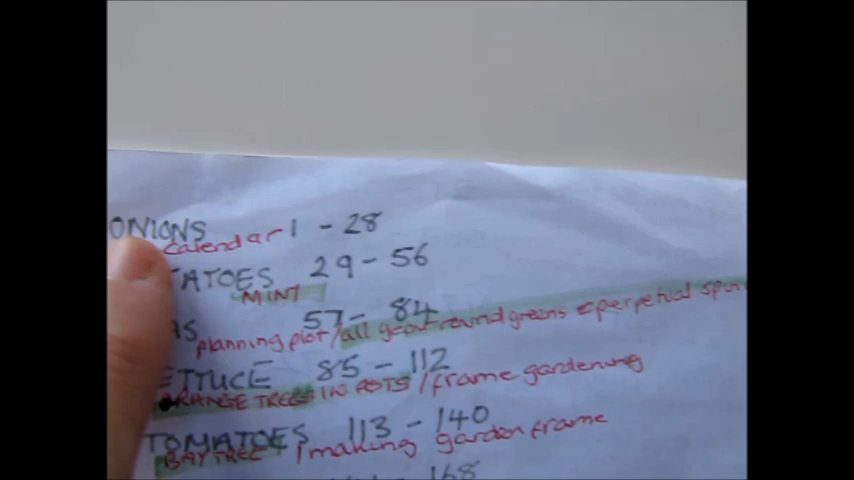 ONIONS 1 - 28
calendar
TATOES 29 - 56
MINT
AS 57 - 84
planning plot / all year round greens & perpetual spin
ETTUCE 85 - 112
ORANGE TREES IN POTS / frame gardening
TOMATOES 113 - 140
BAY TREE / making garden frame
168